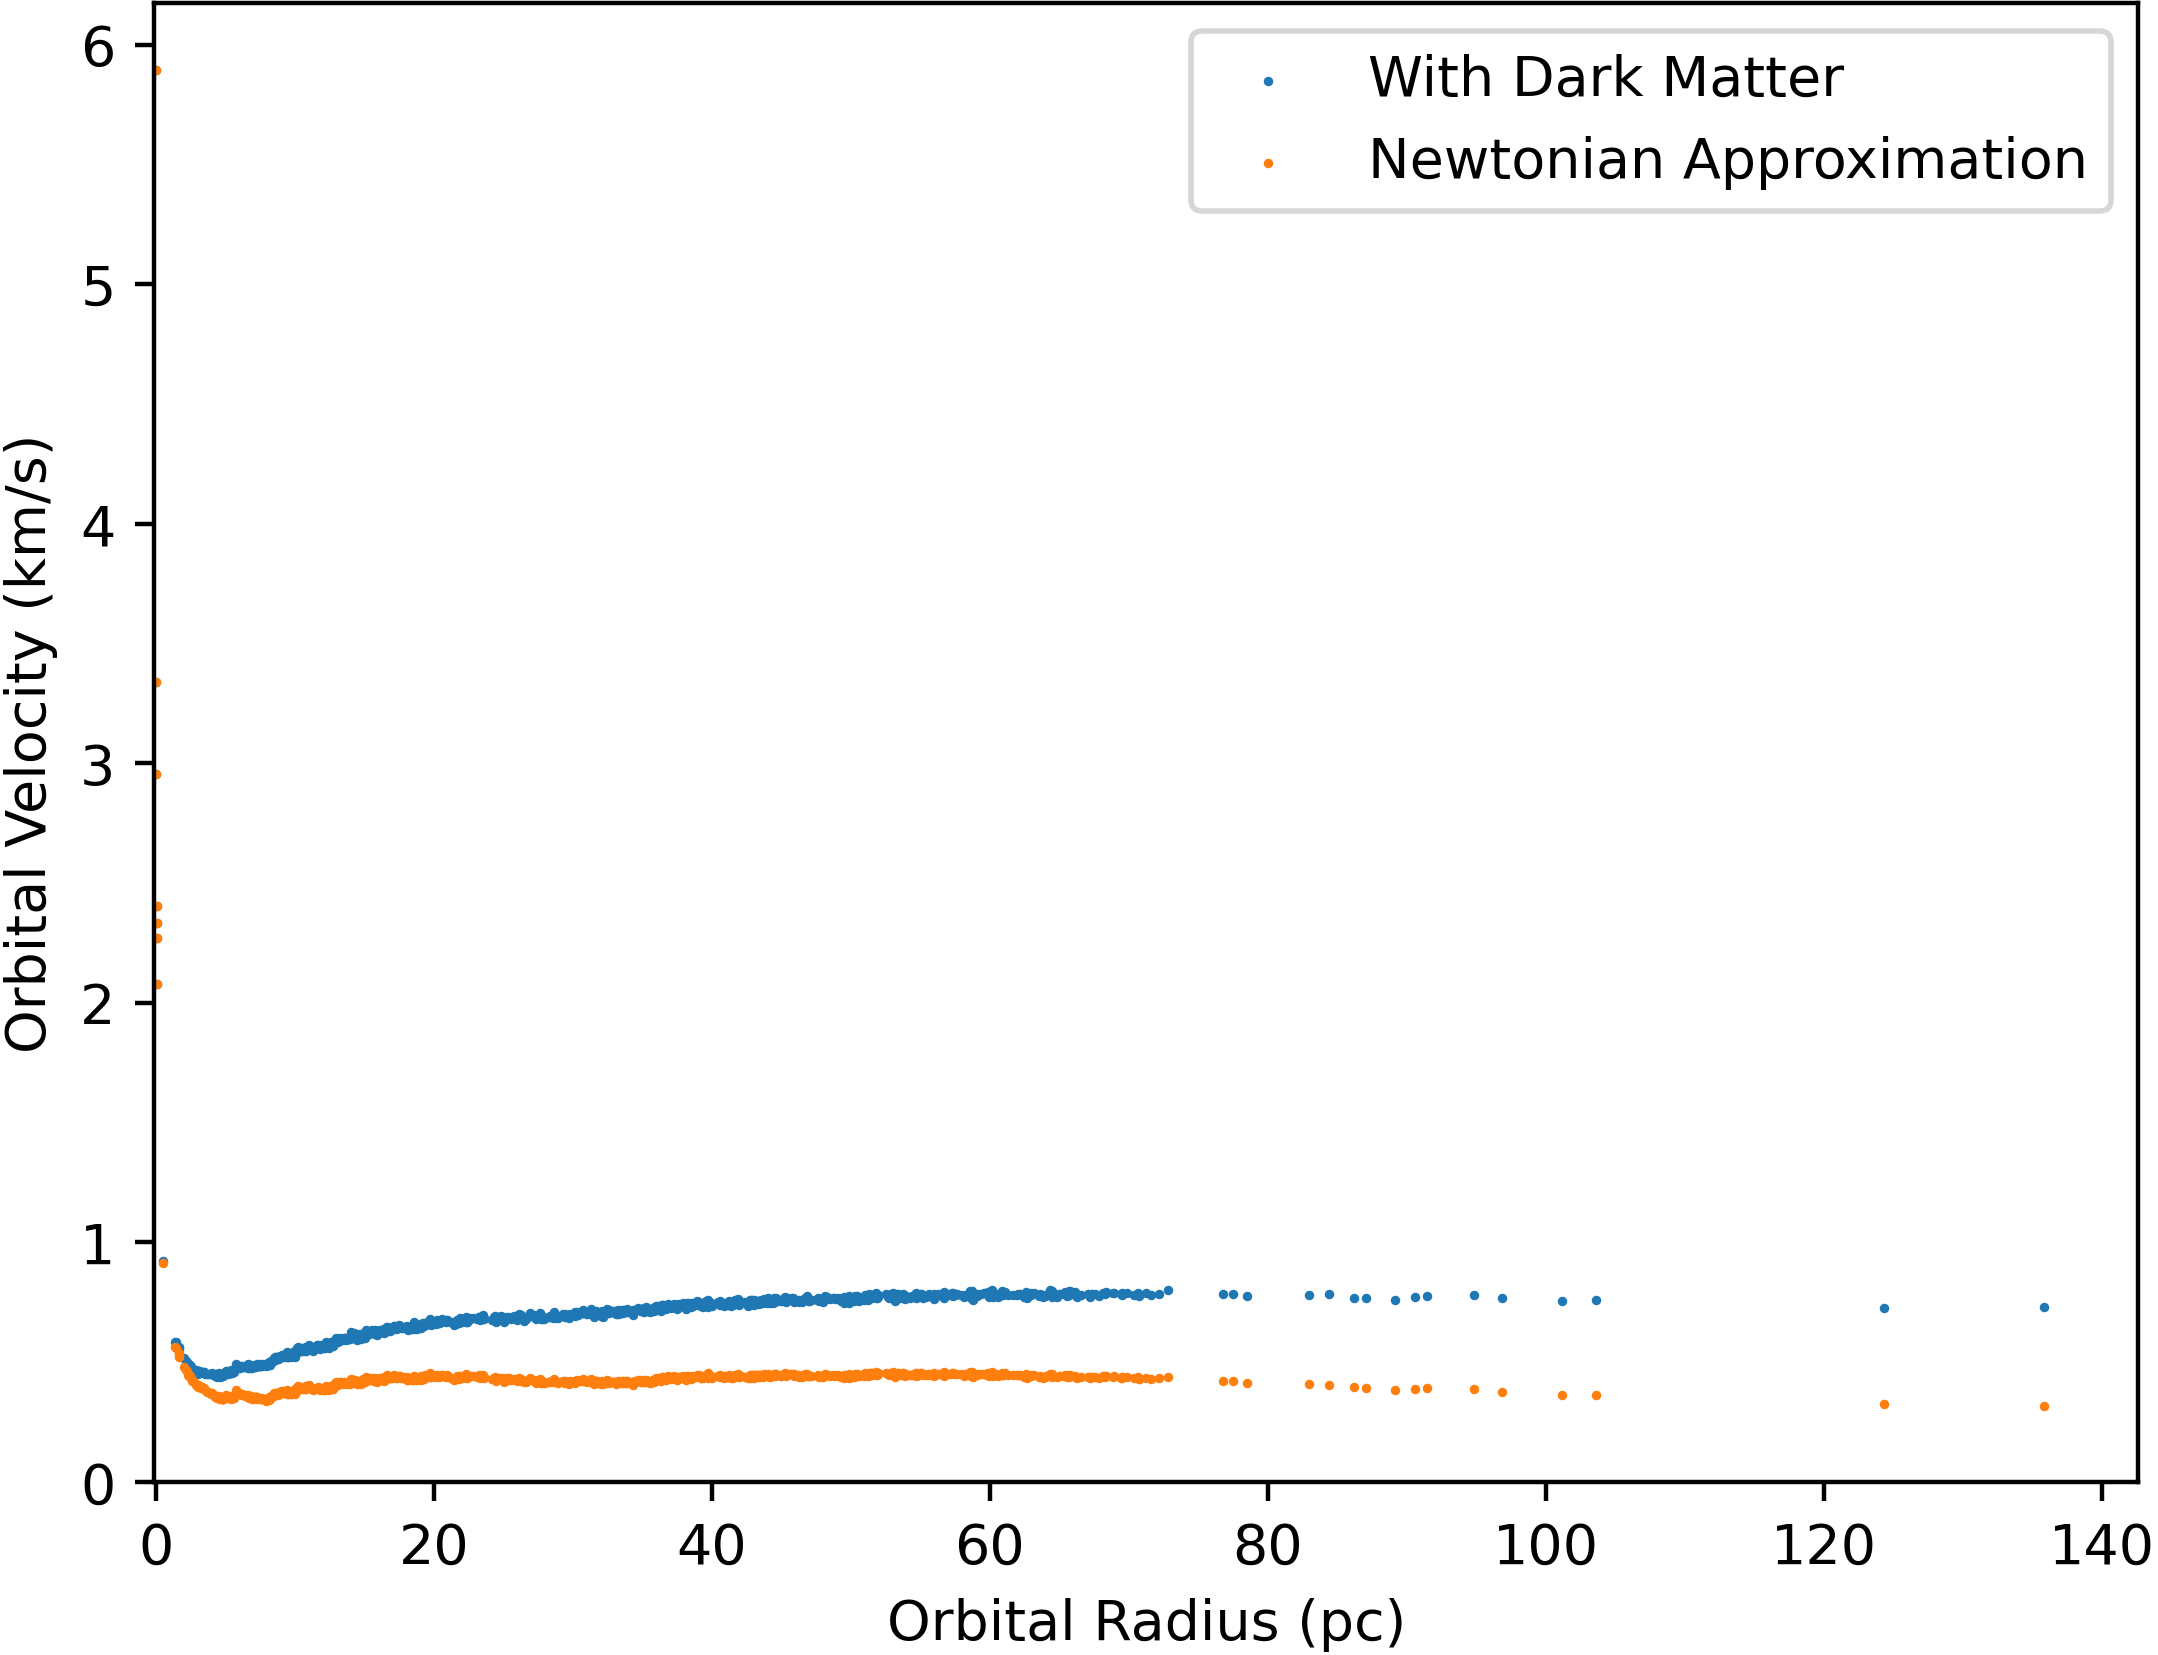 With Dark Matter
Newtonian Approximation
6
5
4
3
2
1
0
Orbital Velocity (km/s)
0 20 40 60 80 100 120 140
Orbital Radius (pc)